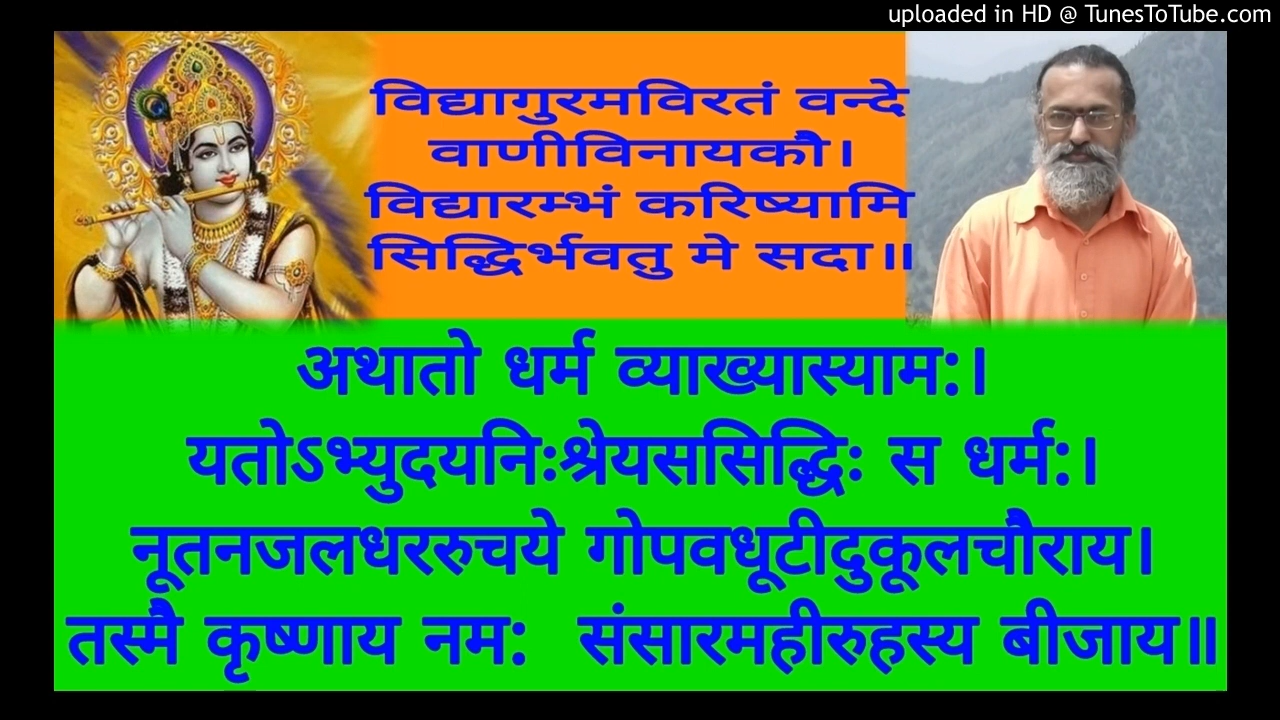 uploaded in HD @ TunesToTube.com
विद्यागुरमविरतं वन्दे
वाणीविनायकौ।
विद्यारम्भं करिष्यामि
सिद्धिर्भवतु मे सदा॥
अथातो धर्म व्याख्यास्याम:।
यतोऽभ्युदयनिःश्रेयससिद्धिः स धर्म:।
नूतनजलधररुचये गोपवधूटीदुकूलचौराय।
तस्मै कृष्णाय नम: संसारमहीरुहस्य बीजाय॥